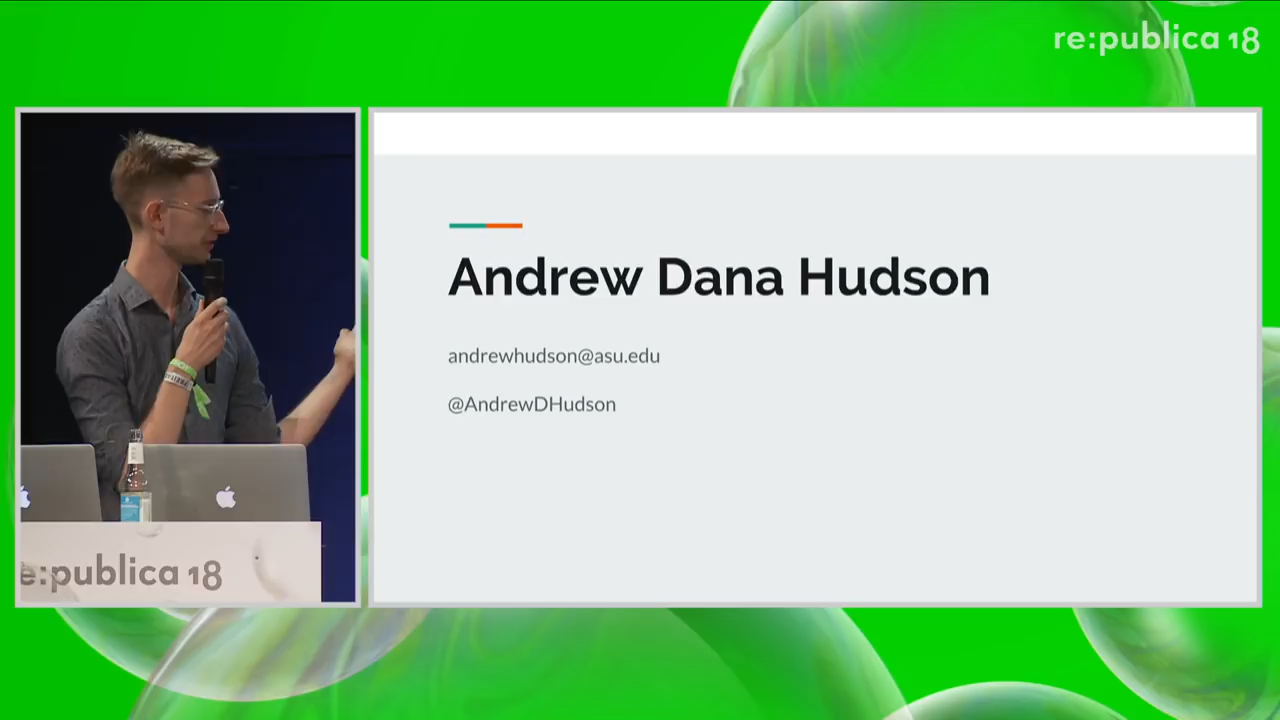 re:publica 18
Andrew Dana Hudson
andrewhudson@asu.edu
@AndrewDHudson
e:publica 18